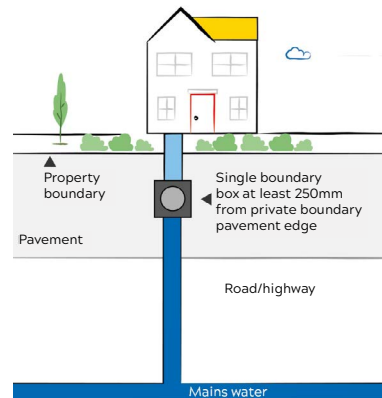 Property
boundary
Single boundary
box at least 250mm
from private boundary
pavement edge
Pavement
Road/highway
Mains water